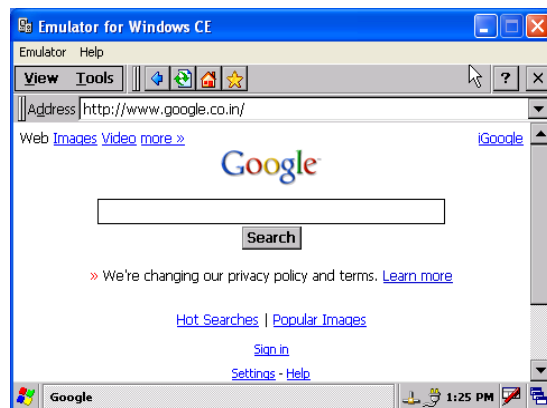 Emulator for Windows CE
Emulator Help
View Tools ?
Address http://www.google.co.in/
Web Images Video more » iGoogle
Google
Search
» We're changing our privacy policy and terms. Learn more
Hot Searches | Popular Images
Sign in
Settings - Help
Google 1:25 PM